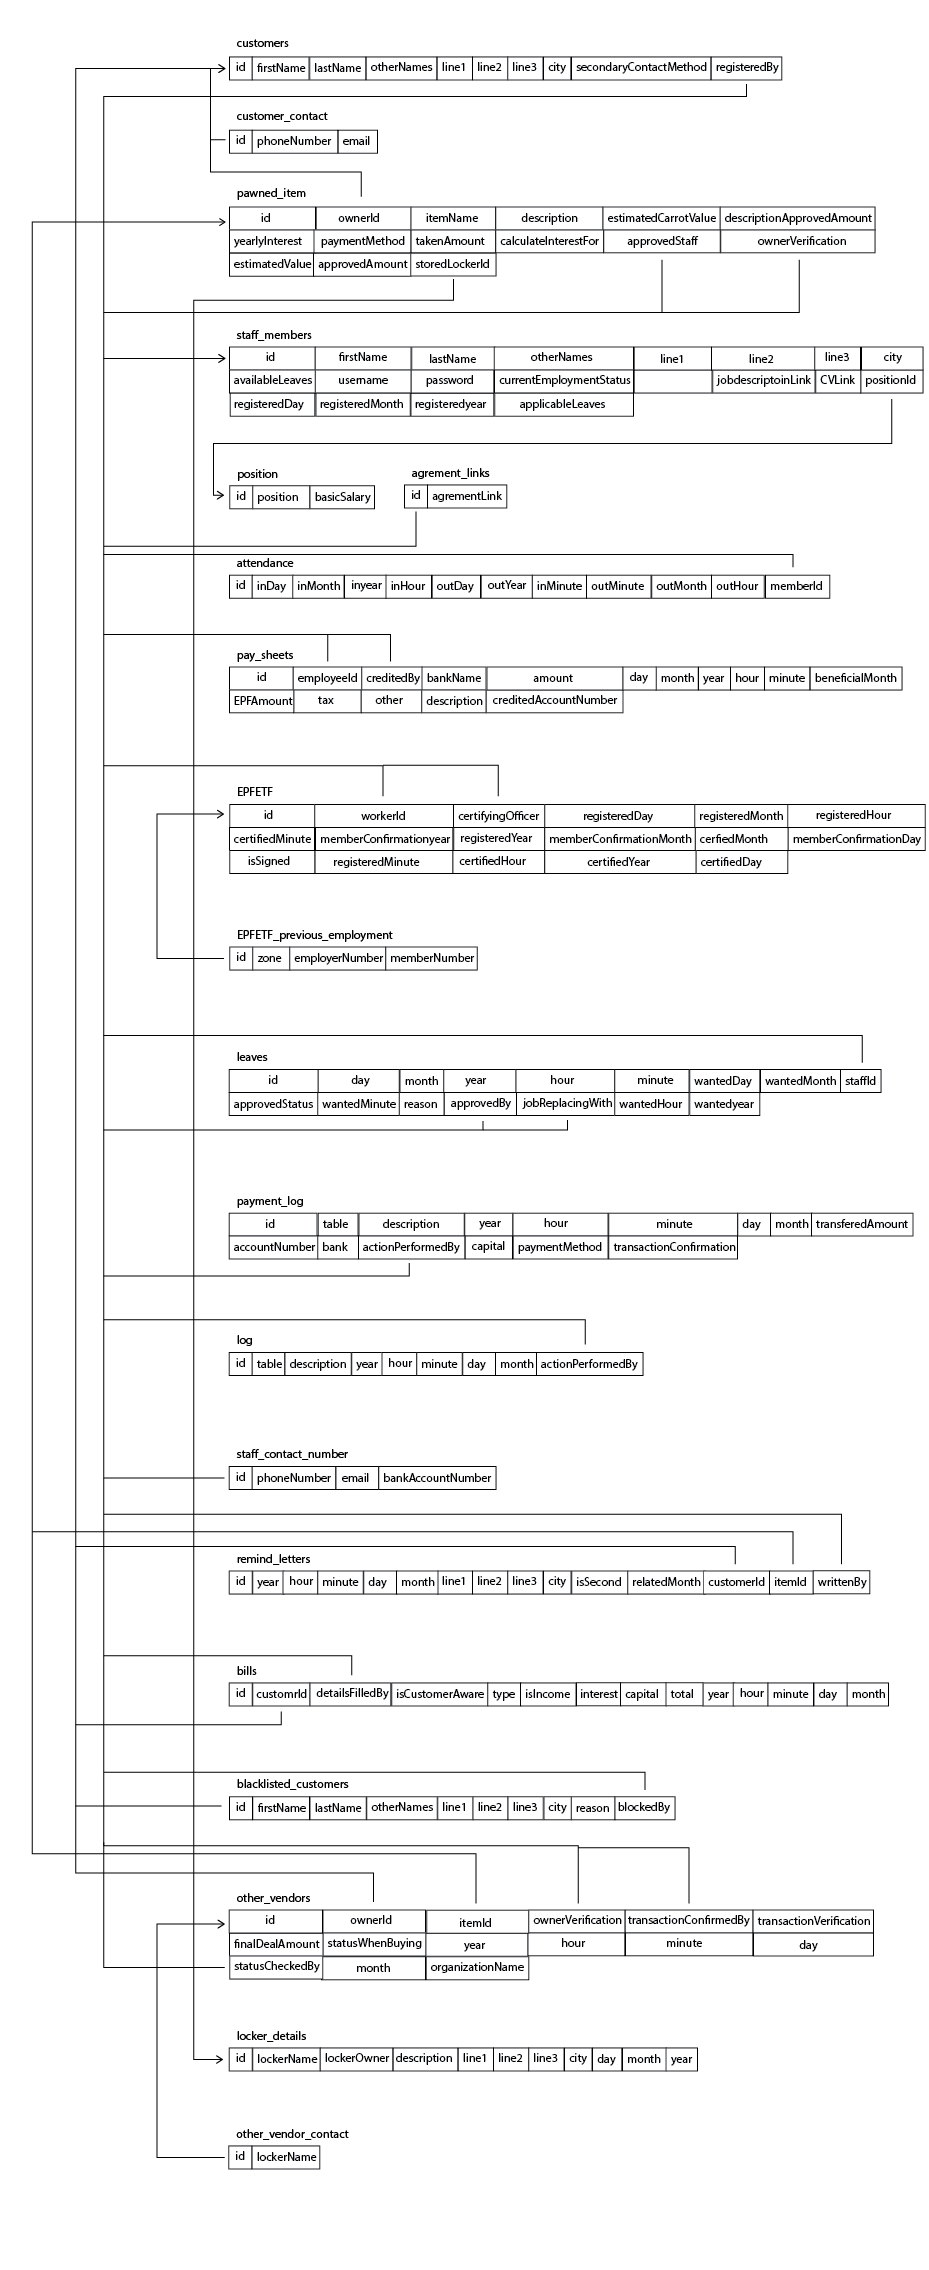 customers
id firstName lastName otherNames line1 line2 line3 city secondaryContactMethod registeredBy
customer_contact
id phoneNumber email
pawned_item
id ownerId itemName description estimatedCarrotValue descriptionApprovedAmount
yearlyInterest paymentMethod takenAmount calculateInterestFor approvedStaff ownerVerification
estimatedValue approvedAmount storedLockerId
staff_members
id firstName lastName otherNames line1 line2 line3 city
availableLeaves username password currentEmploymentStatus jobdescriptoinLink CVLink positionId
registeredDay registeredMonth registeredyear applicableLeaves
position agrement_links
id position basicSalary id agrementLink
attendance
id inDay inMonth inyear inHour outDay outYear inMinute outMinute outMonth outHour memberId
pay_sheets
id employeeId creditedBy bankName amount day month year hour minute beneficialMonth
EPFAmount tax other description creditedAccountNumber
EPFETF
id workerId certifyingOfficer registeredDay registeredMonth registeredHour
certifiedMinute memberConfirmationyear registeredYear memberConfirmationMonth cerfiedMonth memberConfirmationDay
isSigned registeredMinute certifiedHour certifiedYear certifiedDay
EPFETF_previous_employment
id zone employerNumber memberNumber
leaves
id day month year hour minute wantedDay wantedMonth staffId
approvedStatus wantedMinute reason approvedBy jobReplacingWith wantedHour wantedyear
payment_log
id table description year hour minute day month transferedAmount
accountNumber bank actionPerformedBy capital paymentMethod transactionConfirmation
log
id table description year hour minute day month actionPerformedBy
staff_contact_number
id phoneNumber email bankAccountNumber
remind_letters
id year hour minute day month line1 line2 line3 city isSecond relatedMonth customerId itemId writtenBy
bills
id customrId detailsFilledBy isCustomerAware type isIncome interest capital total year hour minute day month
blacklisted_customers
id firstName lastName otherNames line1 line2 line3 city reason blockedBy
other_vendors
id ownerId itemId ownerVerification transactionConfirmedBy transactionVerification
finalDealAmount statusWhenBuying year hour minute day
statusCheckedBy month organizationName
locker_details
id lockerName lockerOwner description line1 line2 line3 city day month year
other_vendor_contact
id lockerName